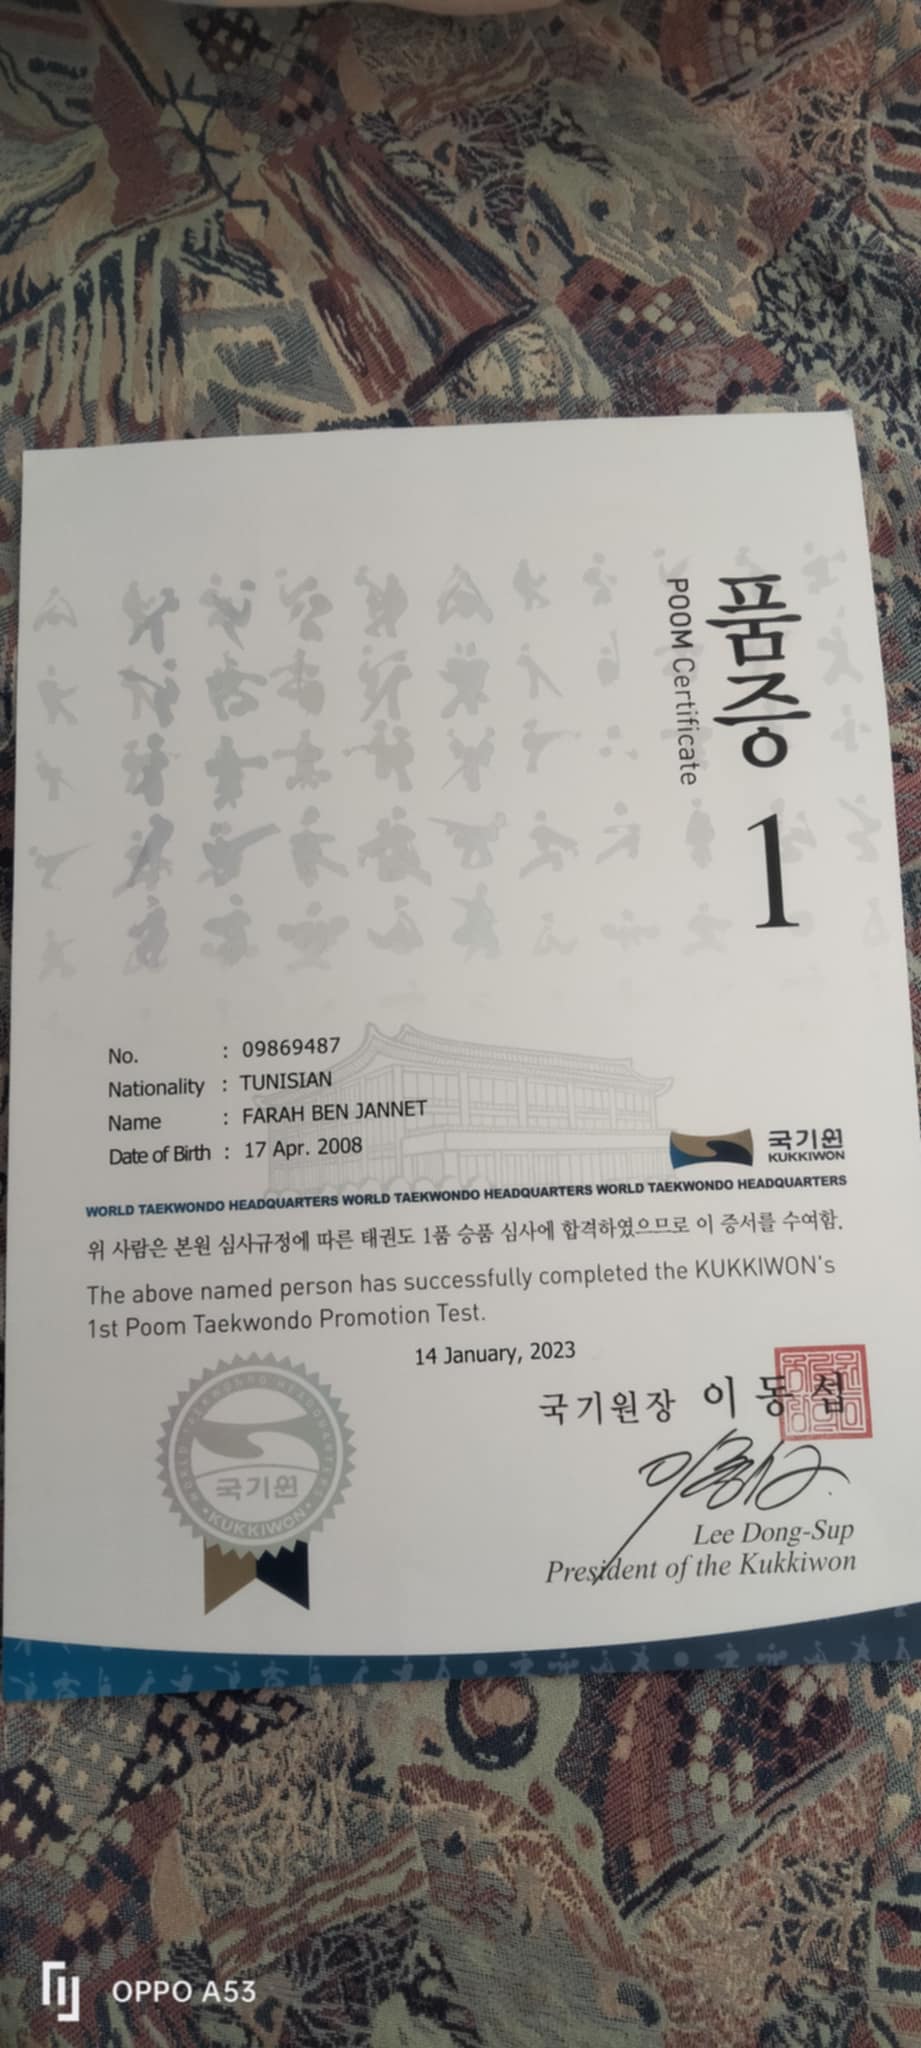 품증 1
POOM Certificate
No. : 09869487
Nationality : TUNISIAN
Name : FARAH BEN JANNET
Date of Birth : 17 Apr. 2008
국기원
KUKKIWON
WORLD TAEKWONDO HEADQUARTERS WORLD TAEKWONDO HEADQUARTERS WORLD TAEKWONDO HEADQUARTERS
위 사람은 본원 심사규정에 따른 태권도 1품 승품 심사에 합격하였으므로 이 증서를 수여함.
The above named person has successfully completed the KUKKIWON's
1st Poom Taekwondo Promotion Test.
14 January, 2023
국기원장 이동섭
Lee Dong-Sup
President of the Kukkiwon
WORLD TAEKWONDO HEADQUARTERS
국기원
KUKKIWON
OPPO A53